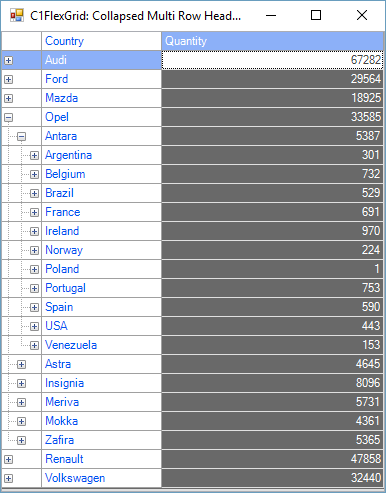 C1FlexGrid: Collapsed Multi Row Head...
Country Quantity
Audi 67282
Ford 29564
Mazda 18925
Opel 33585
Antara 5387
Argentina 301
Belgium 732
Brazil 529
France 691
Ireland 970
Norway 224
Poland 1
Portugal 753
Spain 590
USA 443
Venezuela 153
Astra 4645
Insignia 8096
Meriva 5731
Mokka 4361
Zafira 5365
Renault 47858
Volkswagen 32440